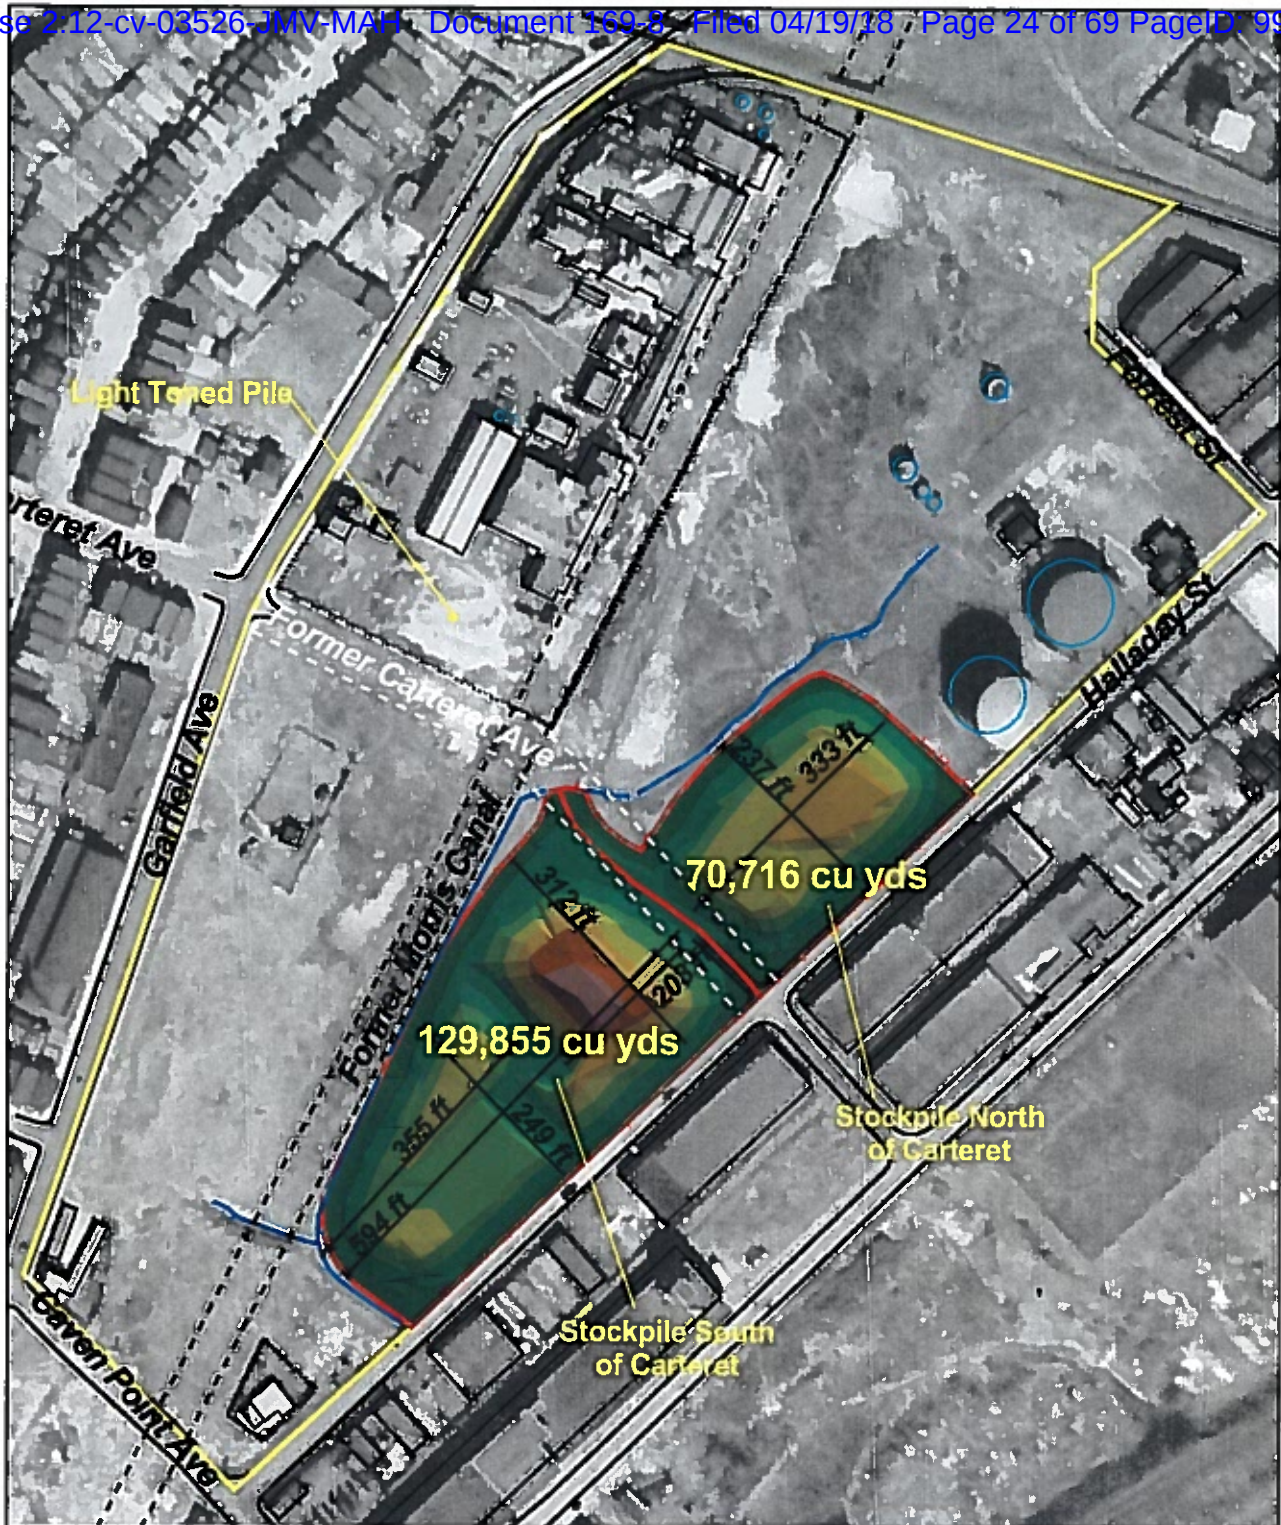 se 2:12-cv-03526-JMV-MAH Document 169-8 Filed 04/19/18 Page 24 of 69 PageID: 99
Light Toned Pile
arteret Ave
Forrest St
Halladay St
Former Carteret Ave
Garfield Ave
Former Morris Canal
237 ft
333 ft
70,716 cu yds
312 ft
208
129,855 cu yds
355 ft
249 ft
594 ft
Stockpile North
of Carteret
Stockpile South
of Carteret
Caven Point Ave